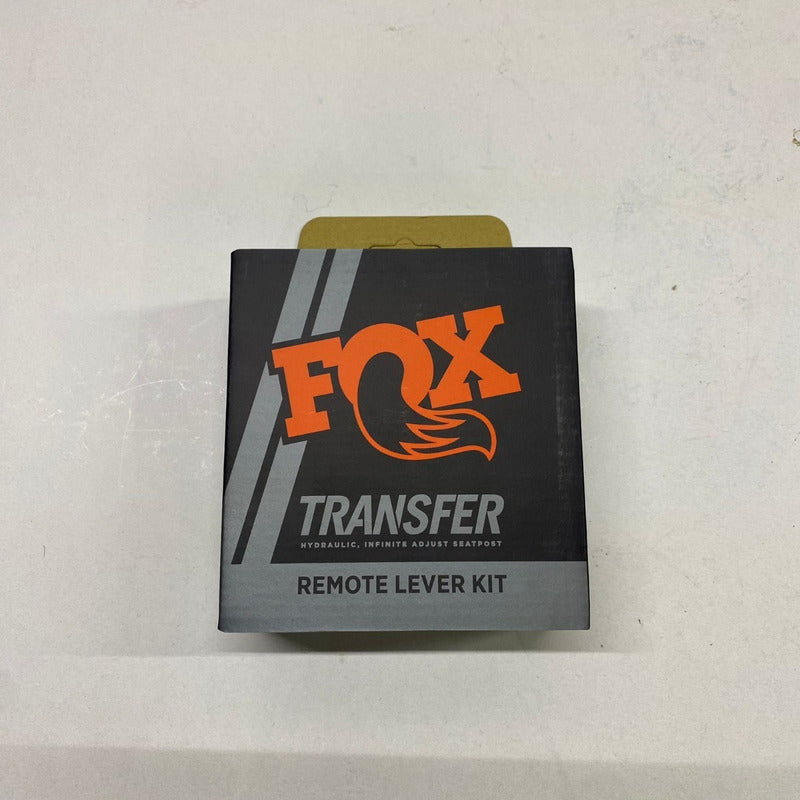 FOX
TRANSFER
HYDRAULIC, INFINITE ADJUST SEATPOST
REMOTE LEVER KIT